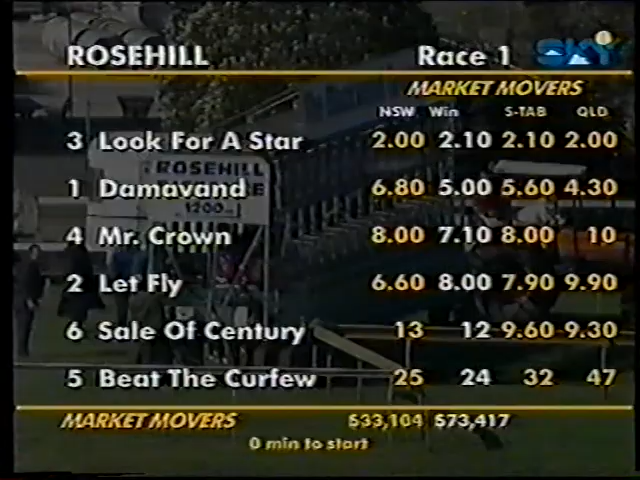 ROSEHILL Race 1 SKY
MARKET MOVERS
NSW Win S-TAB QLD
3 Look For A Star 2.00 2.10 2.10 2.00
1 Damavand 6.80 5.00 5.60 4.30
4 Mr. Crown 8.00 7.10 8.00 10
2 Let Fly 6.60 8.00 7.90 9.90
6 Sale Of Century 13 12 9.60 9.30
5 Beat The Curfew 25 24 32 47
MARKET MOVERS $33,104 $73,417
0 min to start
ROSEHILL
1200m